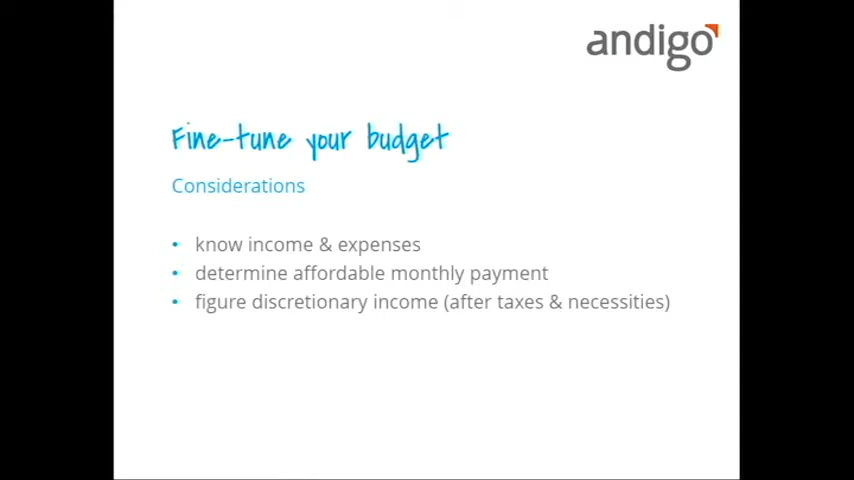 andigo
Fine-tune your budget
Considerations
• know income & expenses
• determine affordable monthly payment
• figure discretionary income (after taxes & necessities)